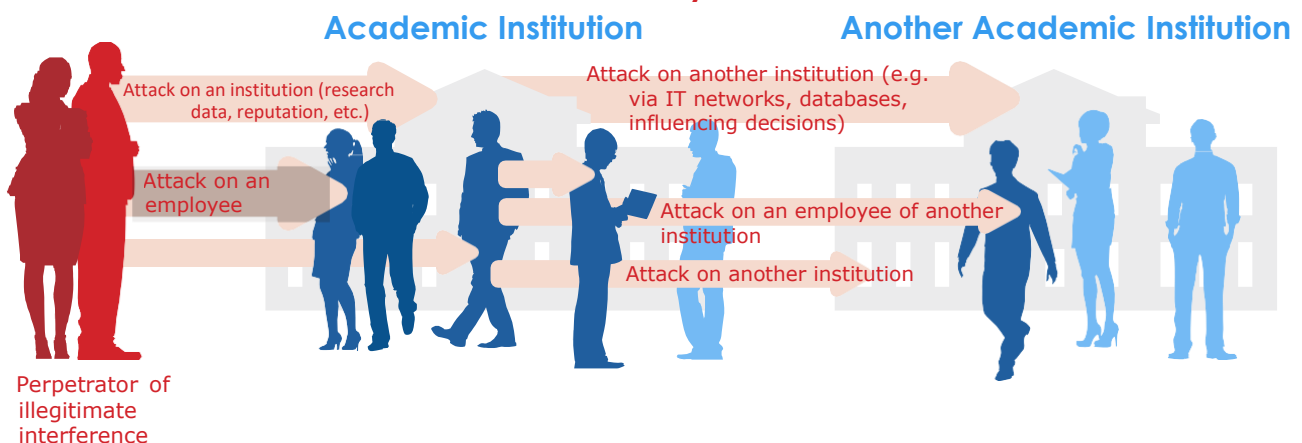 Academic Institution
Another Academic Institution
Attack on an institution (research
data, reputation, etc.)
Attack on another institution (e.g.
via IT networks, databases,
influencing decisions)
Attack on an
employee
Attack on an employee of another
institution
Attack on another institution
Perpetrator of
illegitimate
interference